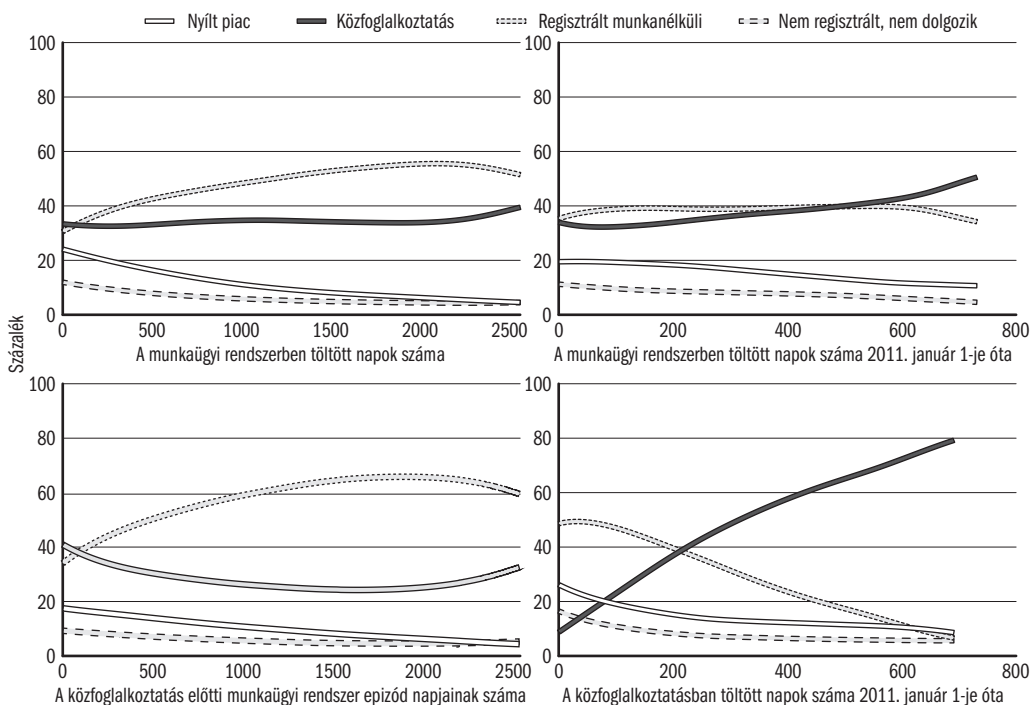 Nyílt piac Közfoglalkoztatás Regisztrált munkanélküli Nem regisztrált, nem dolgozik
Százalék
100
80
60
40
20
0
0 500 1000 1500 2000 2500
A munkaügyi rendszerben töltött napok száma
100
80
60
40
20
0
0 200 400 600 800
A munkaügyi rendszerben töltött napok száma 2011. január 1-je óta
100
80
60
40
20
0
0 500 1000 1500 2000 2500
A közfoglalkoztatás előtti munkaügyi rendszer epizód napjainak száma
100
80
60
40
20
0
0 200 400 600 800
A közfoglalkoztatásban töltött napok száma 2011. január 1-je óta